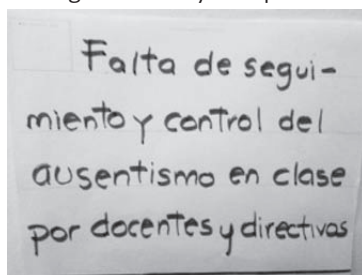 Falta de segui-
miento y control del
ausentismo en clase
por docentes y directivas